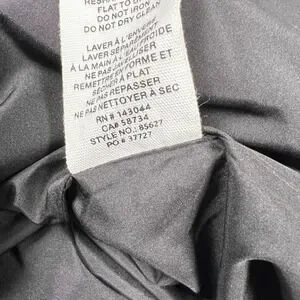 FLAT TO D
DO NOT IRON
DO NOT DRY CLEAN
LAVER À L'ENVERS
LAVER SÉPARÉMENT
À LA MAIN À L'EAU FROIDE
NE PAS JAVELLISER
REMETTRE EN FORME ET
SÉCHER À PLAT
NE PAS REPASSER
NE PAS NETTOYER À SEC
RN# 143044
CA# 58734
STYLE NO.: 85627
PO # 37727